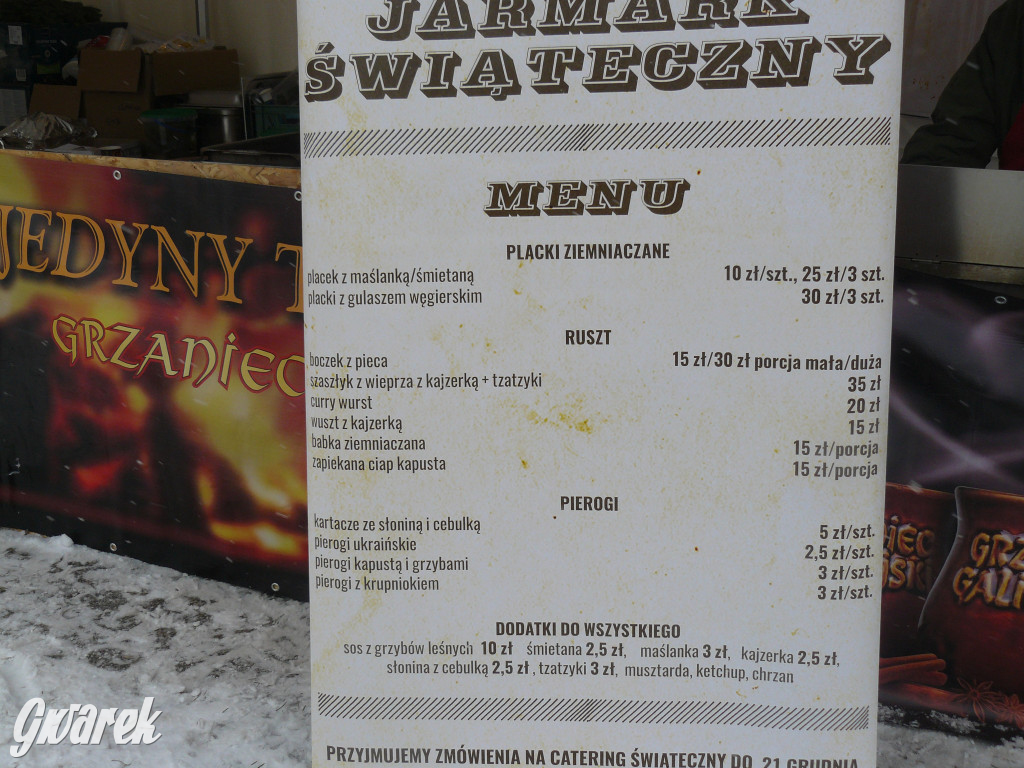 JARMARK
ŚWIĄTECZNY
MENU
PLACKI ZIEMNIACZANE
placek z maślanką/śmietaną 10 zł/szt., 25 zł/3 szt.
placki z gulaszem węgierskim 30 zł/3 szt.
RUSZT
boczek z pieca 15 zł/30 zł porcja mała/duża
szaszłyk z wieprza z kajzerką + tzatzyki 35 zł
curry wurst 20 zł
wuszt z kajzerką 15 zł
babka ziemniaczana 15 zł/porcja
zapiekana ciap kapusta 15 zł/porcja
PIEROGI
kartacze ze słoniną i cebulką 5 zł/szt.
pierogi ukraińskie 2,5 zł/szt.
pierogi kapustą i grzybami 3 zł/szt.
pierogi z krupniokiem 3 zł/szt.
DODATKI DO WSZYSTKIEGO
sos z grzybów leśnych 10 zł śmietana 2,5 zł, maślanka 3 zł, kajzerka 2,5 zł,
słonina z cebulką 2,5 zł , tzatzyki 3 zł, musztarda, ketchup, chrzan
PRZYJMUJEMY ZMÓWIENIA NA CATERING ŚWIĄTECZNY DO 21 GRUDNIA
JEDYNY T
GRZANIEC
GRZ
GALI
Gwarek